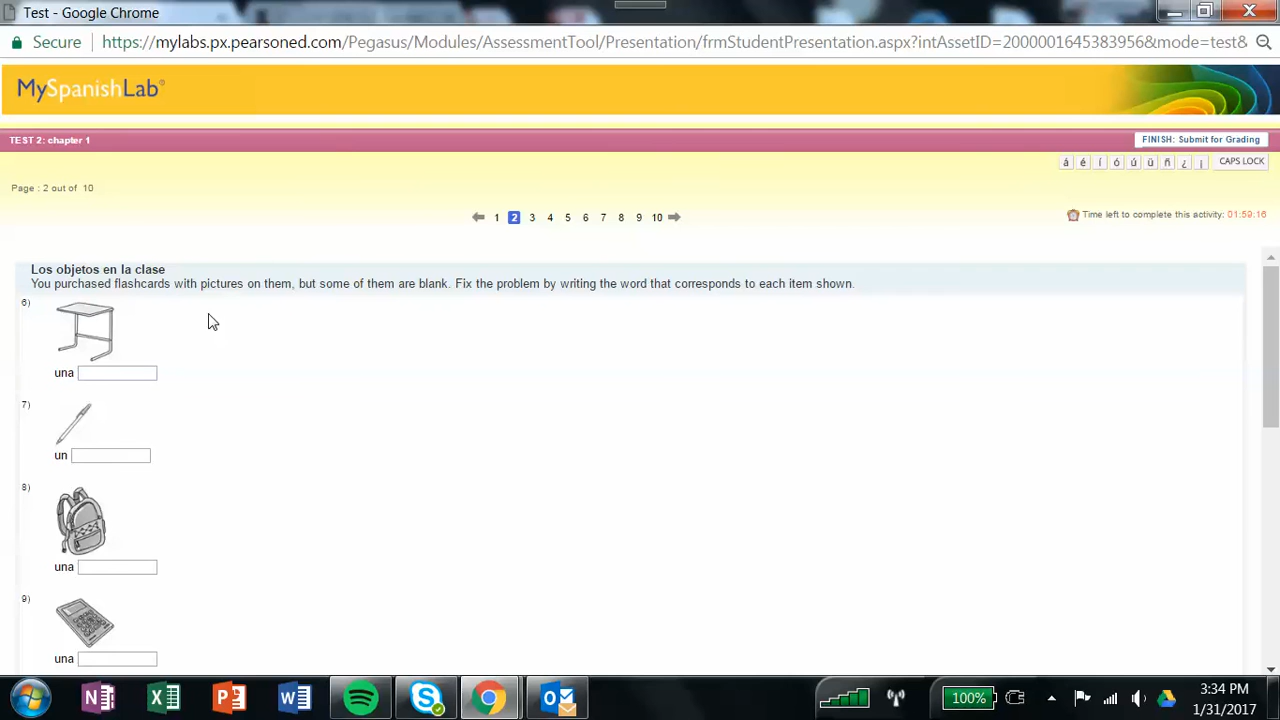 Test - Google Chrome
Secure https://mylabs.px.pearsoned.com/Pegasus/Modules/AssessmentTool/Presentation/frmStudentPresentation.aspx?intAssetID=2000001645383956&mode=test&
MySpanishLab®
TEST 2: chapter 1
FINISH: Submit for Grading
á é í ó ú ü ñ ¿ ¡ CAPS LOCK
Page : 2 out of 10
1 2 3 4 5 6 7 8 9 10
Time left to complete this activity: 01:59:16
Los objetos en la clase
You purchased flashcards with pictures on them, but some of them are blank. Fix the problem by writing the word that corresponds to each item shown.
6)
una
7)
un
8)
una
9)
una
100%
3:34 PM
1/31/2017